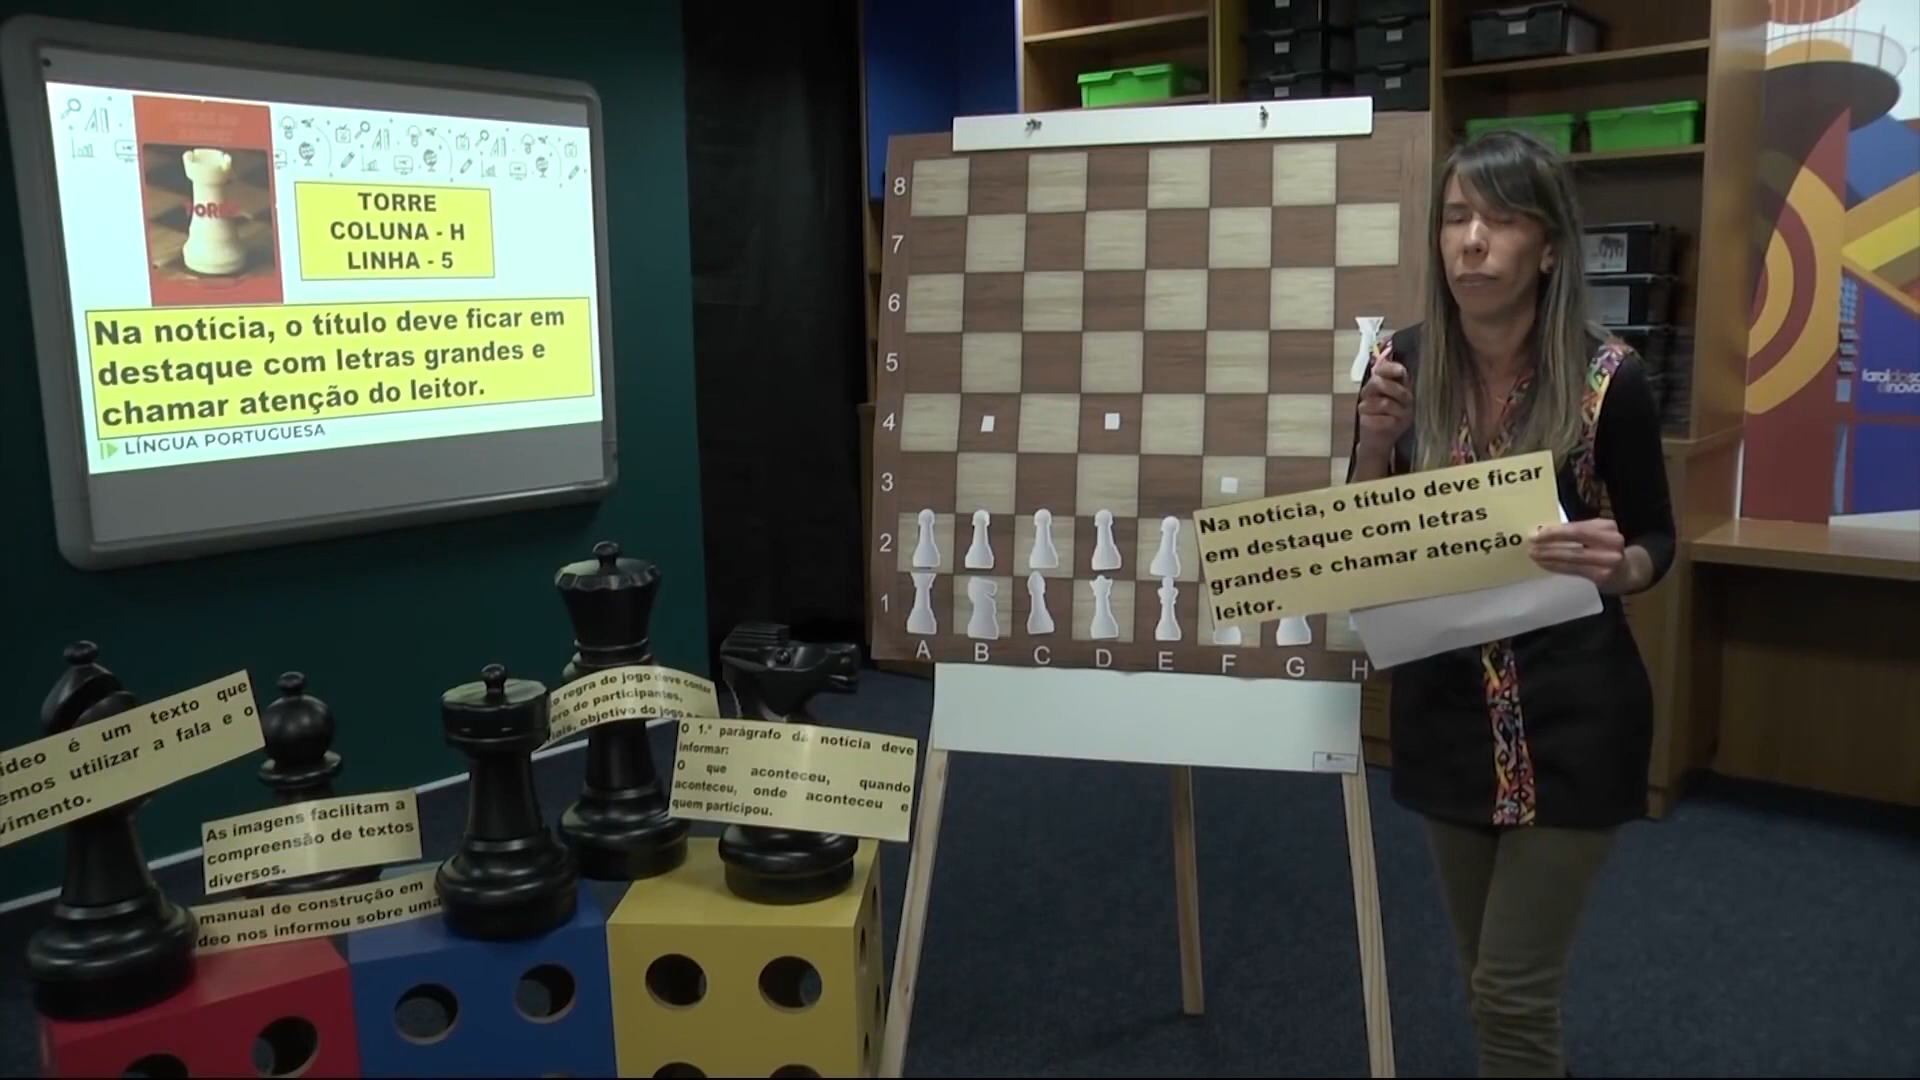 TORRE
TORRE
COLUNA - H
LINHA - 5
Na notícia, o título deve ficar em
destaque com letras grandes e
chamar atenção do leitor.
LÍNGUA PORTUGUESA
8
7
6
5
4
3
2
1
A B C D E F G H
Na notícia, o título deve ficar
em destaque com letras
grandes e chamar atenção
leitor.
é um texto que
utilizar a fala e o
As imagens facilitam a
compreensão de textos
diversos.
manual de construção em
nos informou sobre uma
regra de jogo deve conter
de participantes,
objetivo do jogo
O 1.º parágrafo da notícia deve
informar:
O que aconteceu, quando
aconteceu, onde aconteceu e
quem participou.